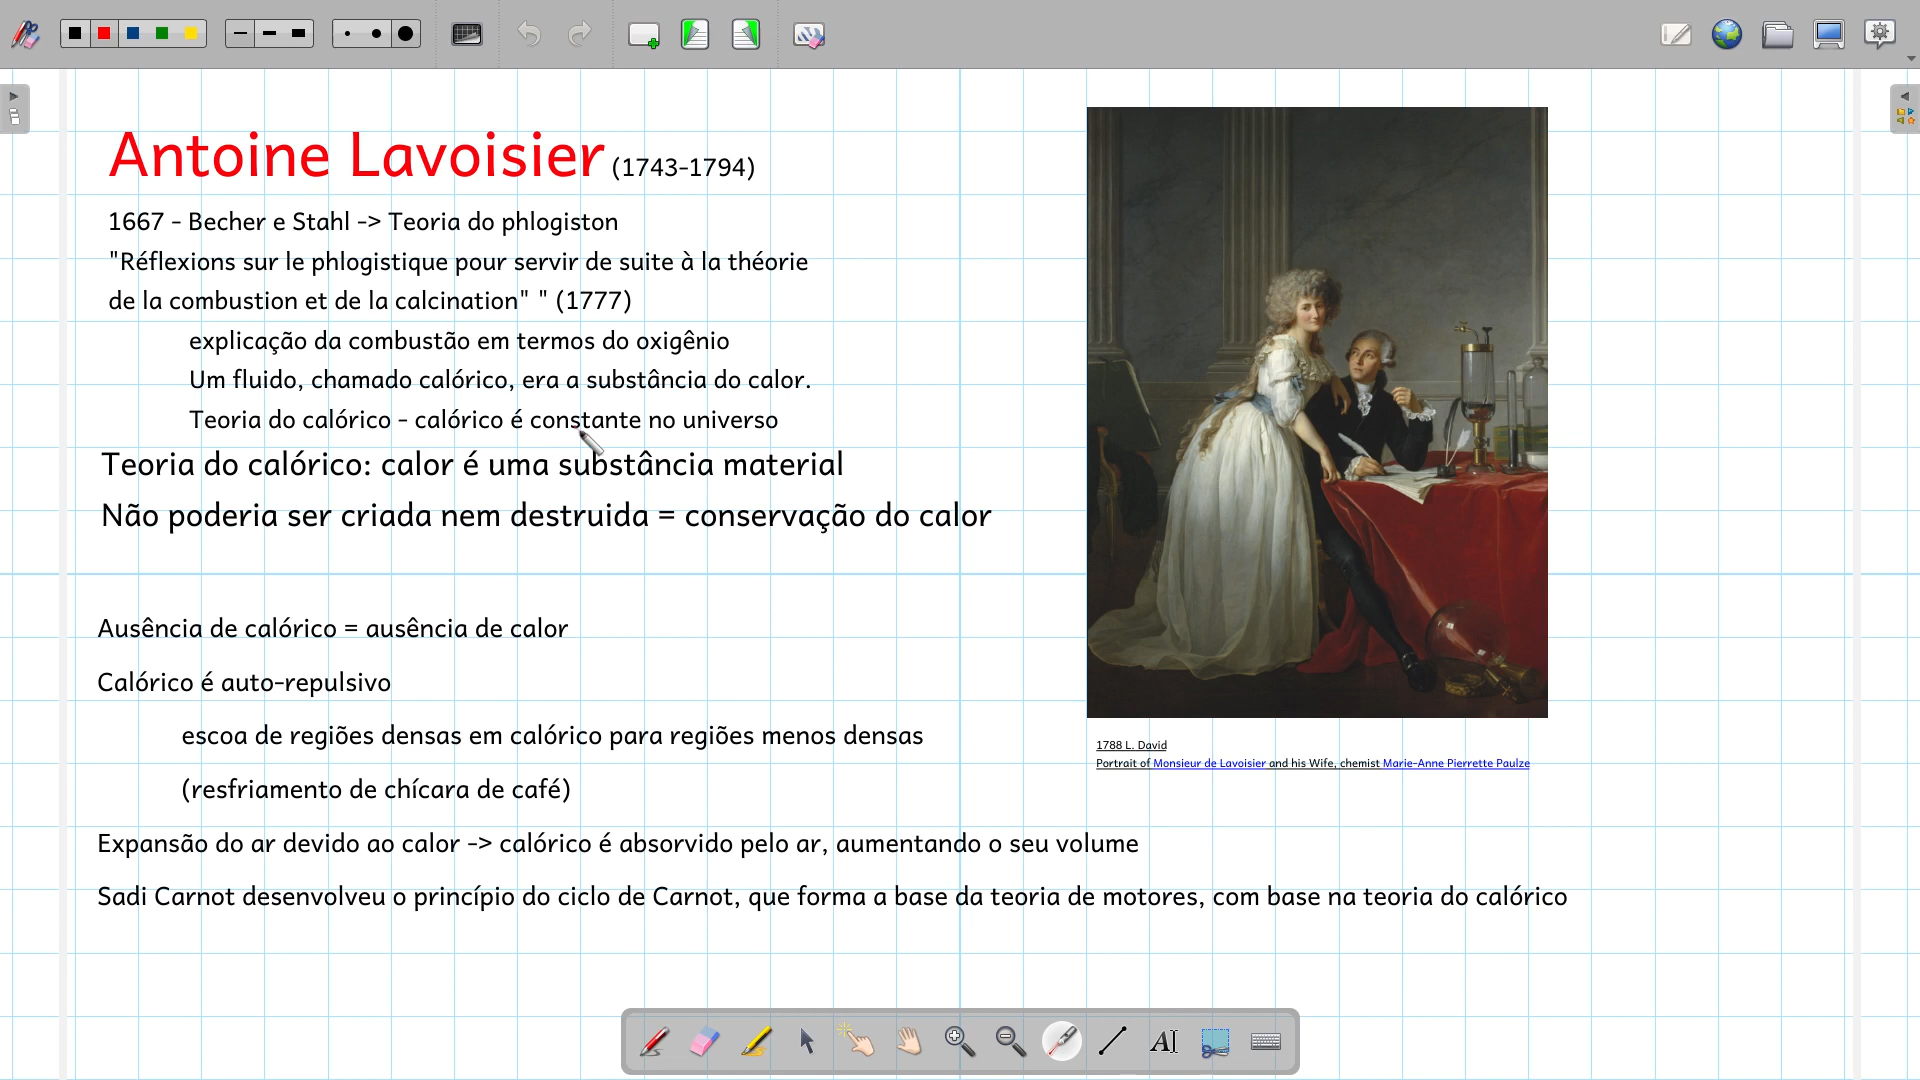 Antoine Lavoisier (1743-1794)
1667 - Becher e Stahl -> Teoria do phlogiston
"Réflexions sur le phlogistique pour servir de suite à la théorie
de la combustion et de la calcination" " (1777)
explicação da combustão em termos do oxigênio
Um fluido, chamado calórico, era a substância do calor.
Teoria do calórico - calórico é constante no universo
Teoria do calórico: calor é uma substância material
Não poderia ser criada nem destruida = conservação do calor
Ausência de calórico = ausência de calor
Calórico é auto-repulsivo
escoa de regiões densas em calórico para regiões menos densas
(resfriamento de chícara de café)
Expansão do ar devido ao calor -> calórico é absorvido pelo ar, aumentando o seu volume
Sadi Carnot desenvolveu o princípio do ciclo de Carnot, que forma a base da teoria de motores, com base na teoria do calórico
1788 L. David
Portrait of Monsieur de Lavoisier and his Wife, chemist Marie-Anne Pierrette Paulze